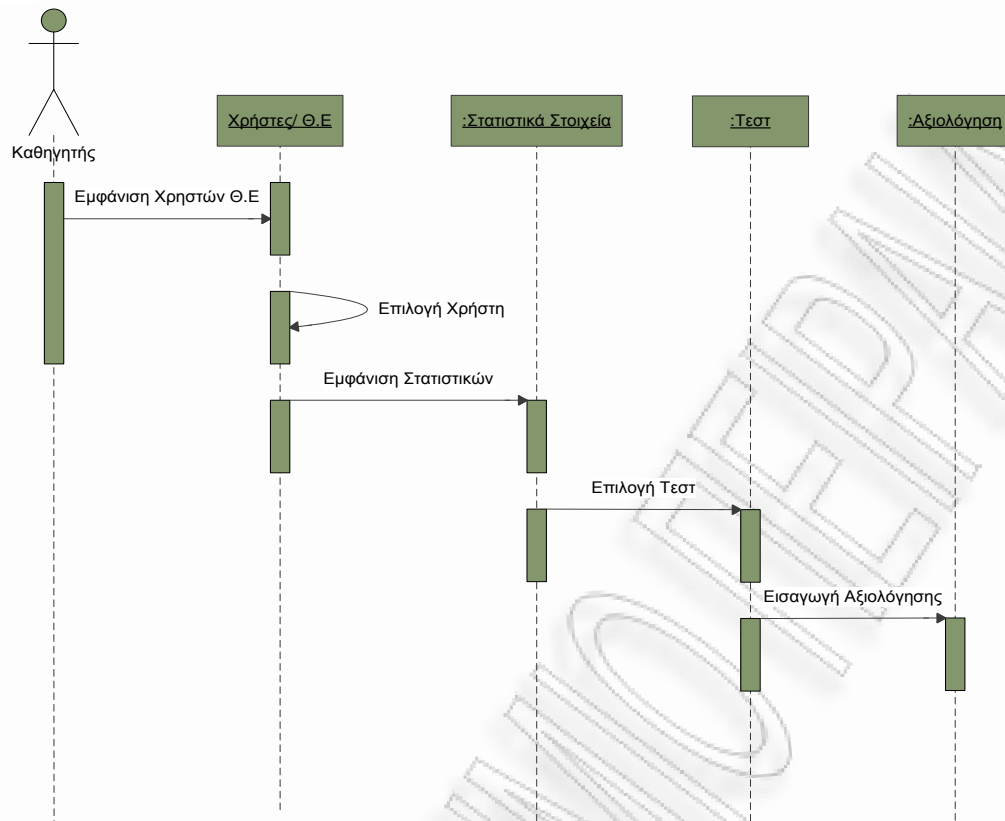 Χρήστες/ Θ.Ε
:Στατιστικά Στοιχεία
:Τεστ
:Αξιολόγηση
Καθηγητής
Εμφάνιση Χρηστών Θ.Ε
Επιλογή Χρήστη
Εμφάνιση Στατιστικών
Επιλογή Τεστ
Εισαγωγή Αξιολόγησης